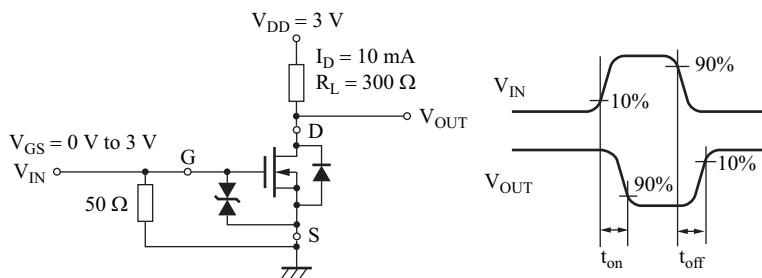 V_DD = 3 V
I_D = 10 mA
R_L = 300 Ω
V_OUT
D
V_GS = 0 V to 3 V
V_IN
G
50 Ω
S
V_IN
90%
10%
V_OUT
90%
10%
t_on
t_off